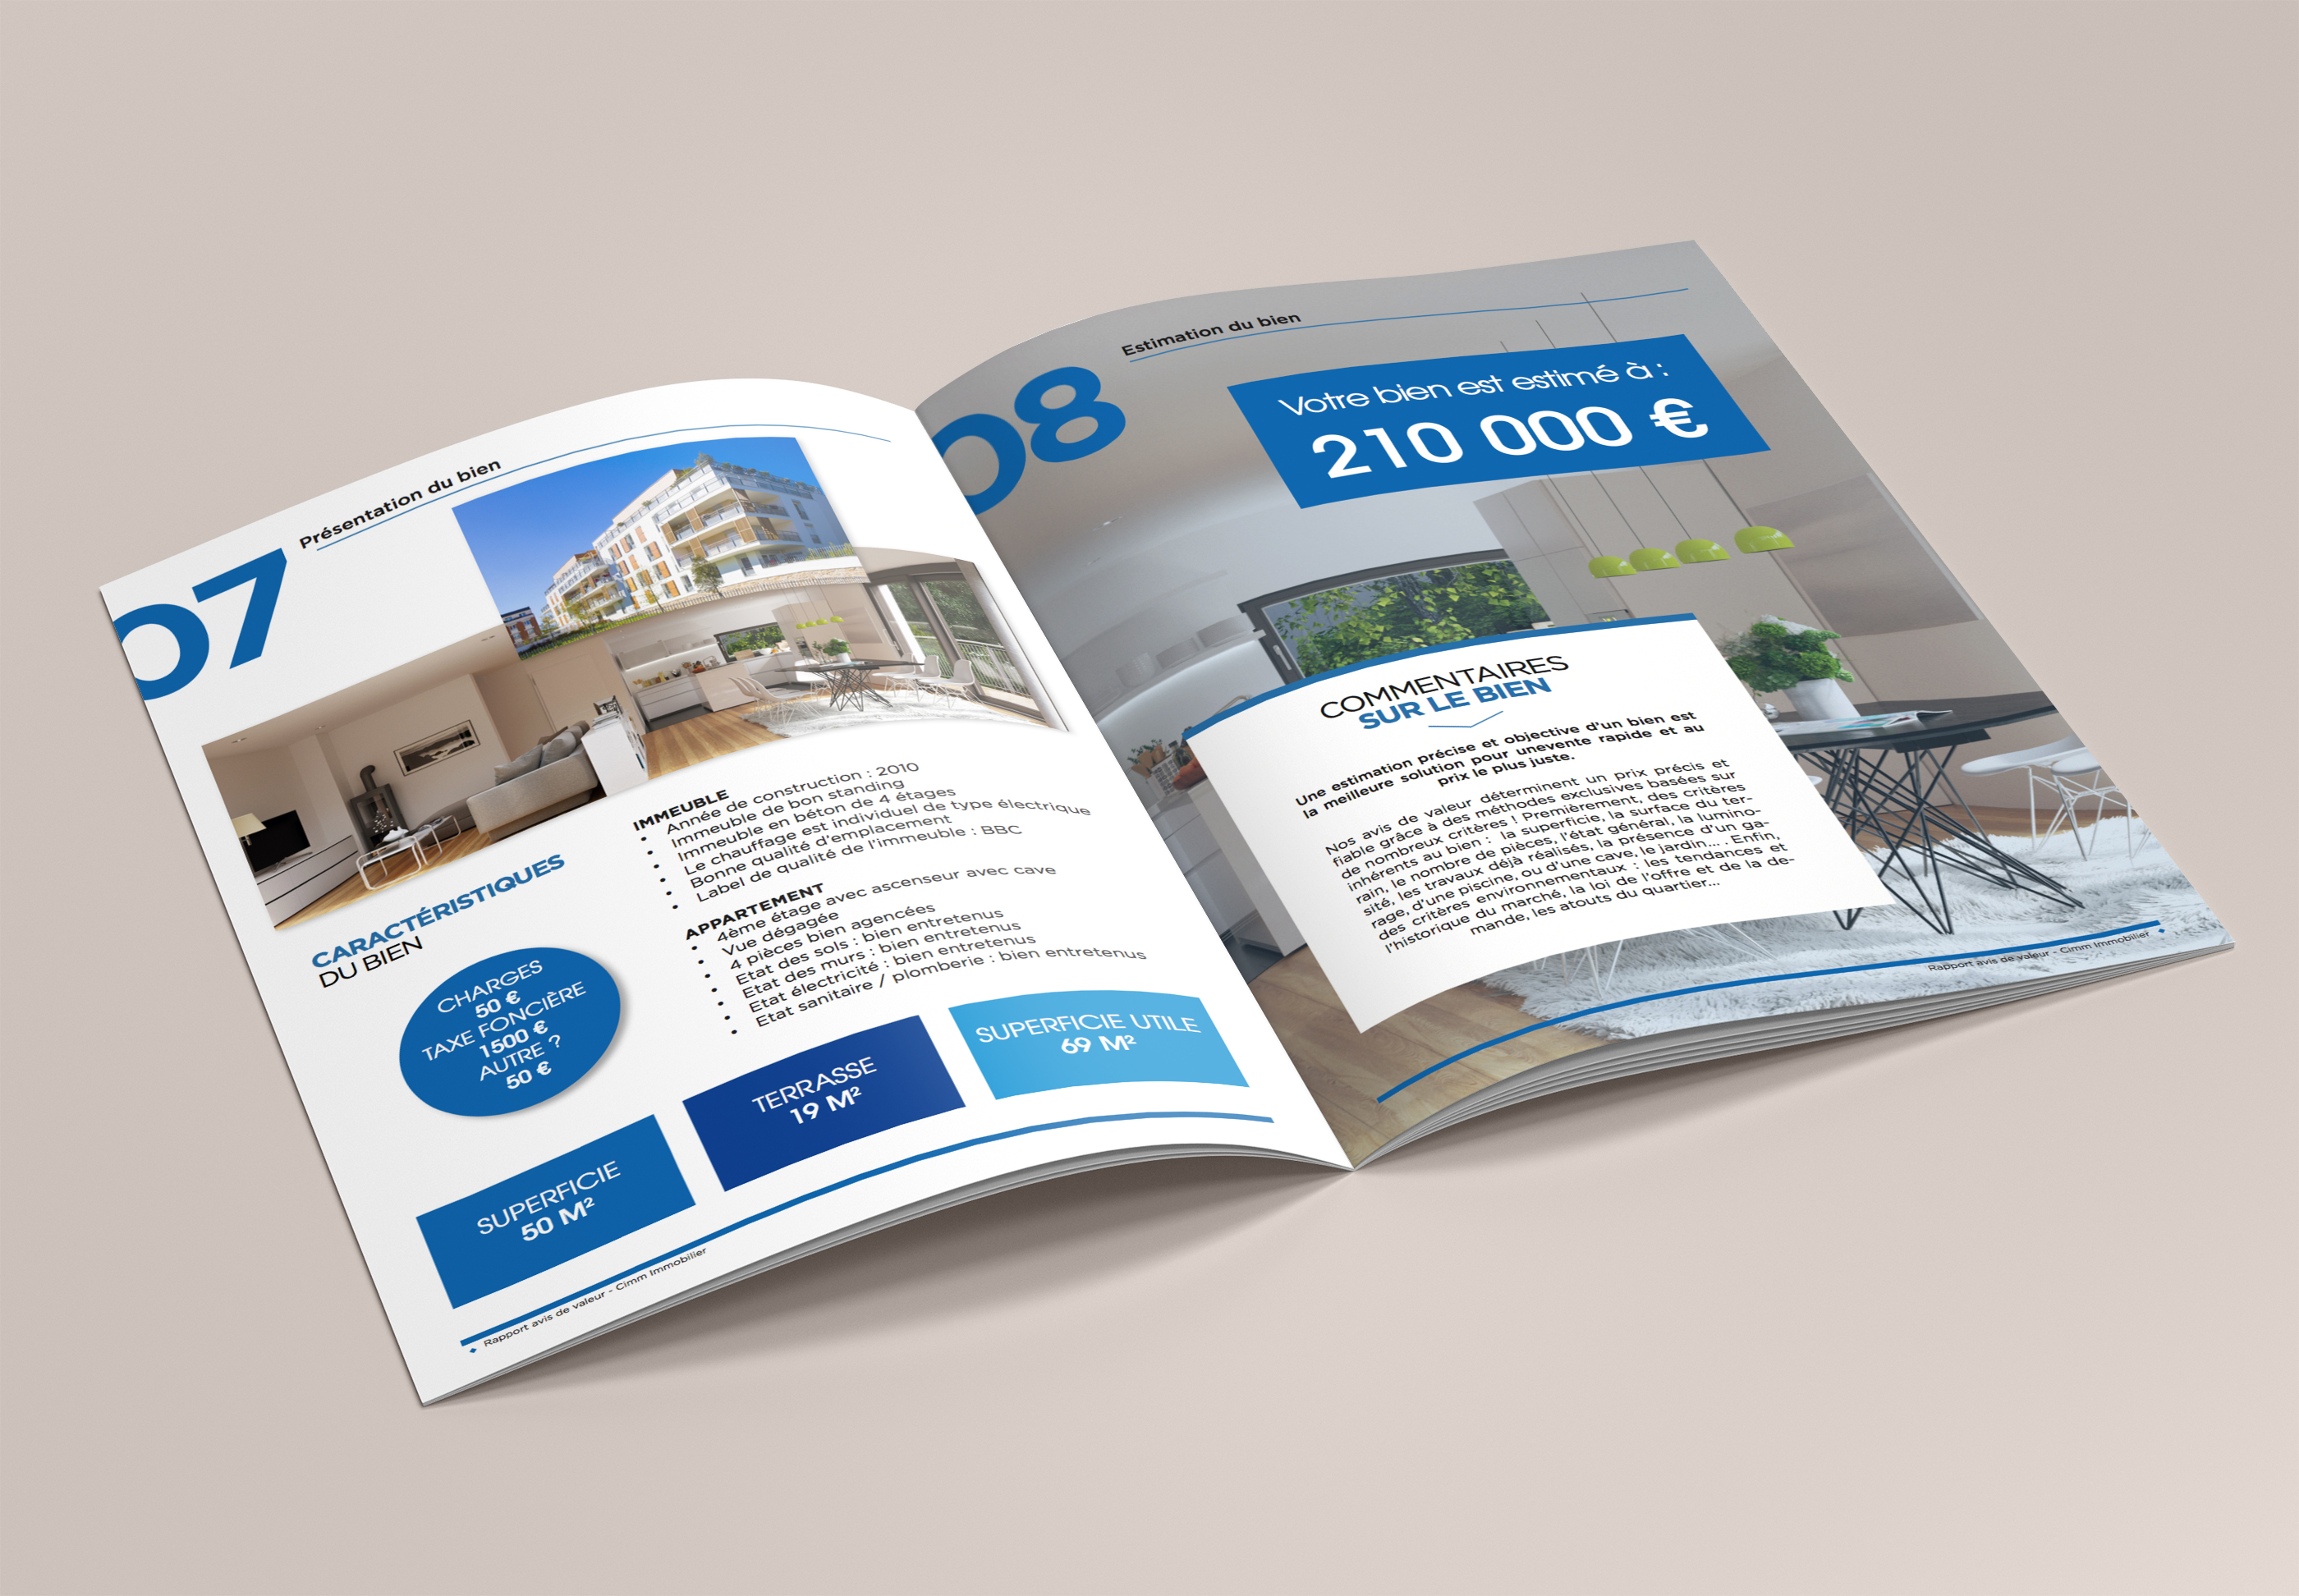 07
Présentation du bien
IMMEUBLE
• Année de construction : 2010
• Immeuble de bon standing
• Immeuble en béton de 4 étages
• Le chauffage est individuel de type électrique
• Bonne qualité d'emplacement
• Label de qualité de l'immeuble : BBC
APPARTEMENT
• 4ème étage avec ascenseur avec cave
• Vue dégagée
• 4 pièces bien agencées
• Etat des sols : bien entretenus
• Etat des murs : bien entretenus
• Etat électricité : bien entretenus
• Etat sanitaire / plomberie : bien entretenus
CARACTÉRISTIQUES
DU BIEN
CHARGES
50 €
TAXE FONCIÈRE
1500 €
AUTRE ?
50 €
SUPERFICIE
50 M²
TERRASSE
19 M²
SUPERFICIE UTILE
69 M²
Rapport avis de valeur - Cimm Immobilier
08
Estimation du bien
Votre bien est estimé à :
210 000 €
COMMENTAIRES
SUR LE BIEN
Une estimation précise et objective d'un bien est
la meilleure solution pour unevente rapide et au
prix le plus juste.
Nos avis de valeur déterminent un prix précis et
fiable grâce à des méthodes exclusives basées sur
de nombreux critères ! Premièrement, des critères
inhérents au bien : la superficie, la surface du ter-
rain, le nombre de pièces, l'état général, la lumino-
sité, les travaux déjà réalisés, la présence d'un ga-
rage, d'une piscine, ou d'une cave, le jardin... . Enfin,
des critères environnementaux : les tendances et
l'historique du marché, la loi de l'offre et de la de-
mande, les atouts du quartier...
Rapport avis de valeur - Cimm Immobilier